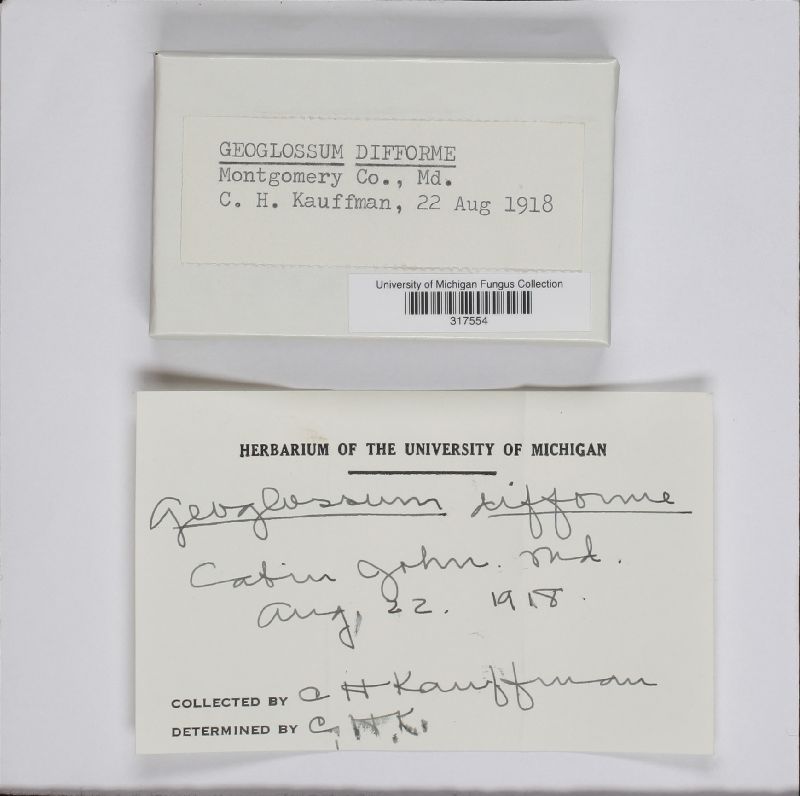 GEOGLOSSUM DIFFORME
Montgomery Co., Md.
C. H. Kauffman, 22 Aug 1918
University of Michigan Fungus Collection
317554
HERBARIUM OF THE UNIVERSITY OF MICHIGAN
Geoglossum difforme
Cabin John. Md.
Aug, 22. 1918.
COLLECTED BY C H Kauffman
DETERMINED BY C, H.K.